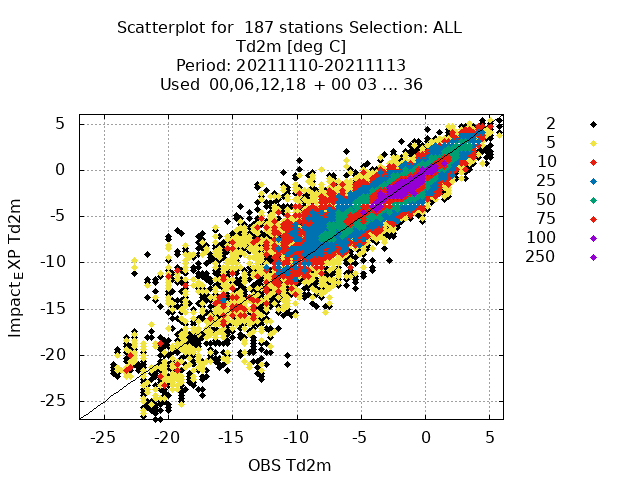 Scatterplot for 187 stations Selection: ALL
Td2m [deg C]
Period: 20211110-20211113
Used 00,06,12,18 + 00 03 ... 36
5
0
-5
-10
-15
-20
-25
Impact_EXP Td2m
-25 -20 -15 -10 -5 0 5
OBS Td2m
2
5
10
25
50
75
100
250